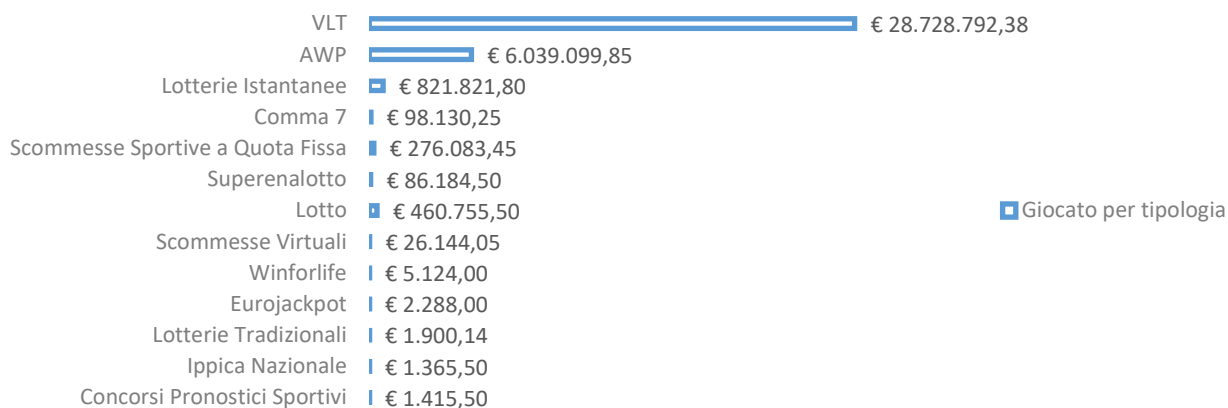 VLT € 28.728.792,38
AWP € 6.039.099,85
Lotterie Istantanee € 821.821,80
Comma 7 € 98.130,25
Scommesse Sportive a Quota Fissa € 276.083,45
Superenalotto € 86.184,50
Lotto € 460.755,50
Giocato per tipologia
Scommesse Virtuali € 26.144,05
Winforlife € 5.124,00
Eurojackpot € 2.288,00
Lotterie Tradizionali € 1.900,14
Ippica Nazionale € 1.365,50
Concorsi Pronostici Sportivi € 1.415,50